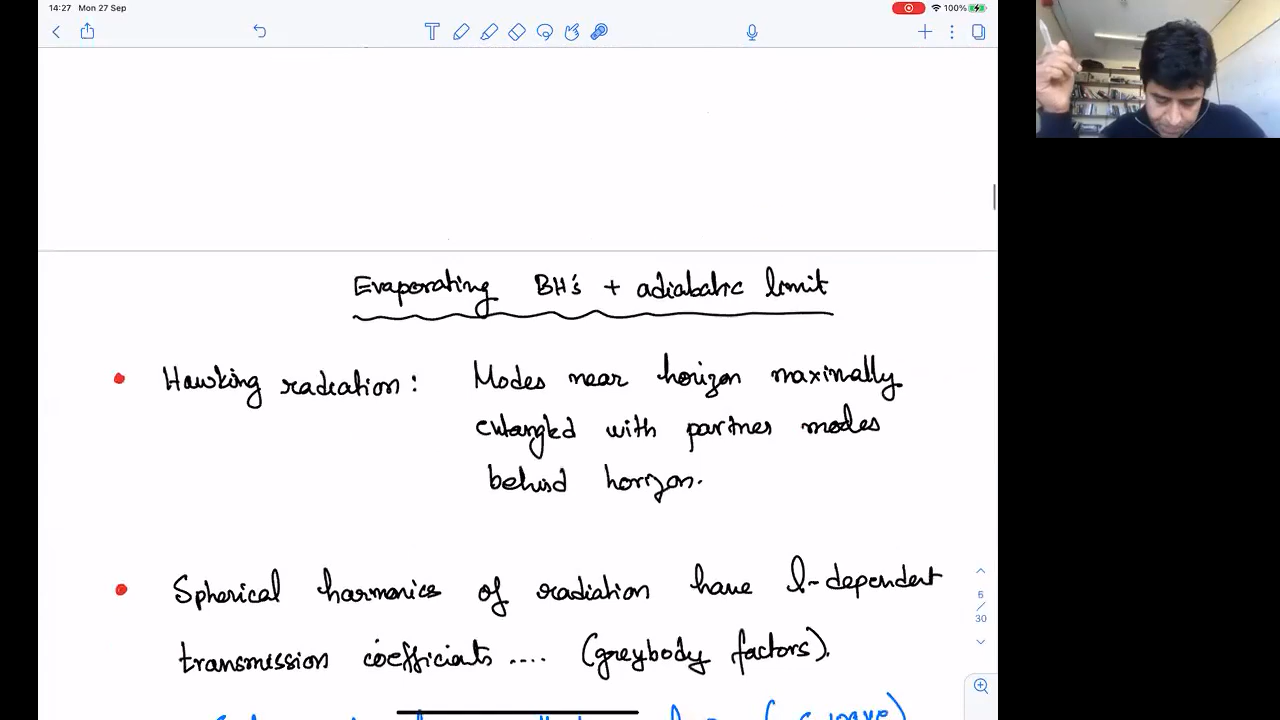 14:27 Mon 27 Sep
100%
Evaporating BH's + adiabatic limit
Hawking radiation : Modes near horizon maximally
entangled with partner modes
behind horizon.
Spherical harmonics of radiation have l-dependent
transmission coefficients .... (greybody factors).
6
/
30